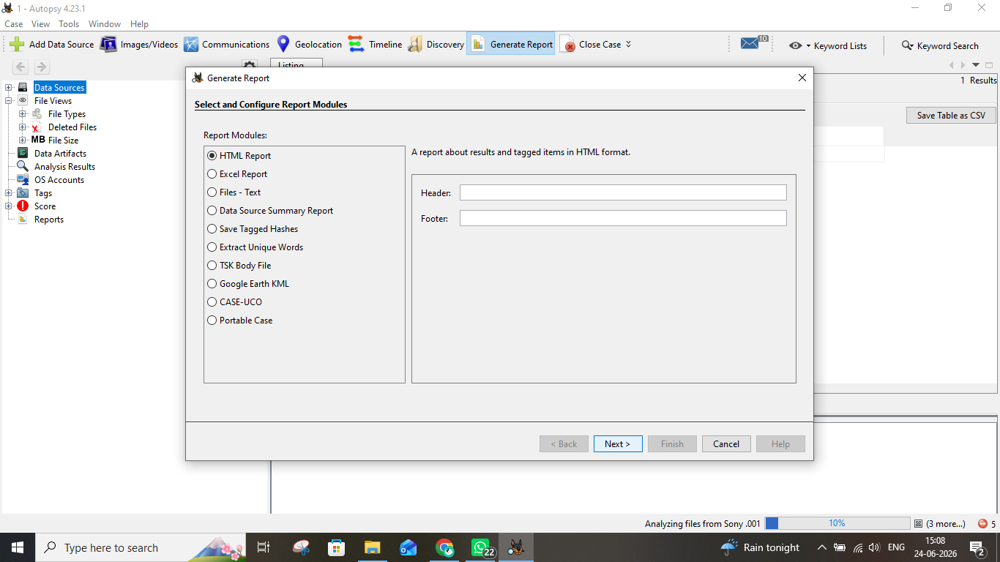 1 - Autopsy 4.23.1
Case View Tools Window Help
Add Data Source Images/Videos Communications Geolocation Timeline Discovery Generate Report Close Case 10 Keyword Lists Keyword Search
Listing
1 Results
Save Table as CSV
Data Sources
File Views
File Types
Deleted Files
MB File Size
Data Artifacts
Analysis Results
OS Accounts
Tags
Score
Reports
Generate Report
Select and Configure Report Modules
Report Modules:
HTML Report
Excel Report
Files - Text
Data Source Summary Report
Save Tagged Hashes
Extract Unique Words
TSK Body File
Google Earth KML
CASE-UCO
Portable Case
A report about results and tagged items in HTML format.
Header:
Footer:
< Back Next > Finish Cancel Help
Analyzing files from Sony .001 10% (3 more...) 5
Type here to search 22 Rain tonight ENG 15:08 2
24-06-2026